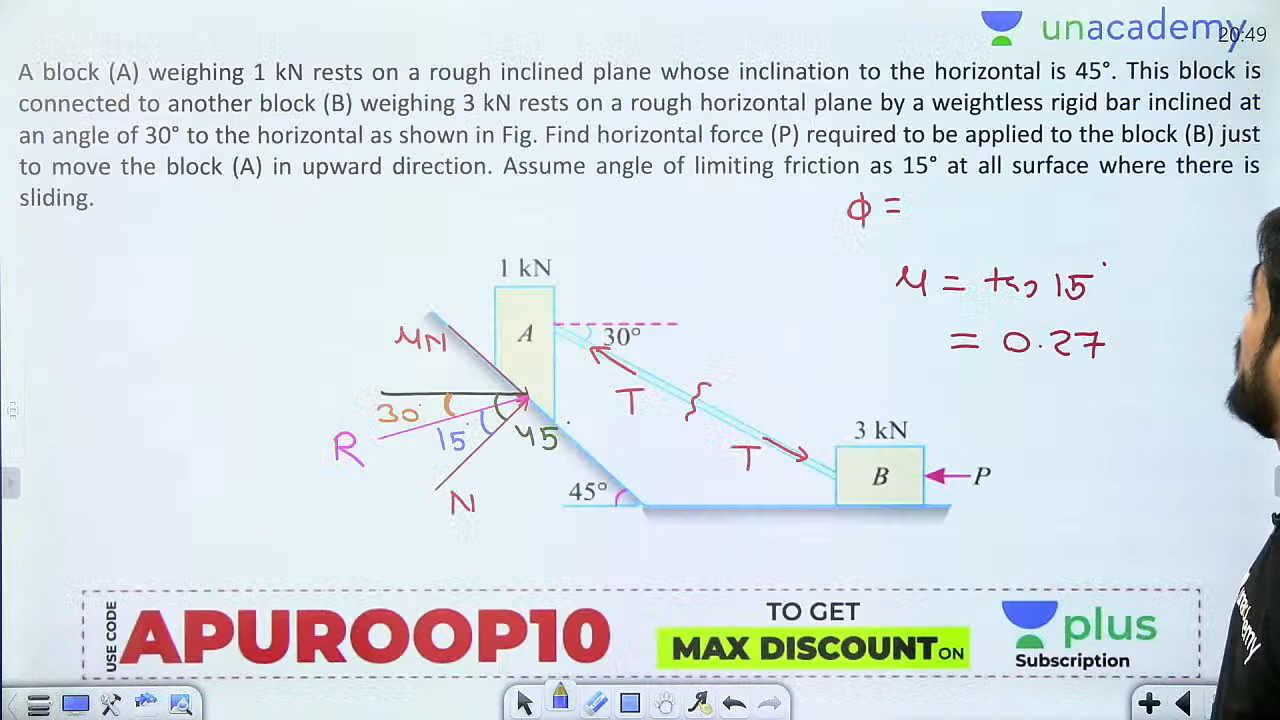 unacademy
20:49
A block (A) weighing 1 kN rests on a rough inclined plane whose inclination to the horizontal is 45°. This block is
connected to another block (B) weighing 3 kN rests on a rough horizontal plane by a weightless rigid bar inclined at
an angle of 30° to the horizontal as shown in Fig. Find horizontal force (P) required to be applied to the block (B) just
to move the block (A) in upward direction. Assume angle of limiting friction as 15° at all surface where there is
sliding.
ϕ =
1 kN
μ = tan 15°
= 0.27
A
30°
μN
T
30°
R
15°
45°
N
T
3 kN
B
P
45°
USE CODE
APUROOP10
TO GET
MAX DISCOUNT ON
plus
Subscription